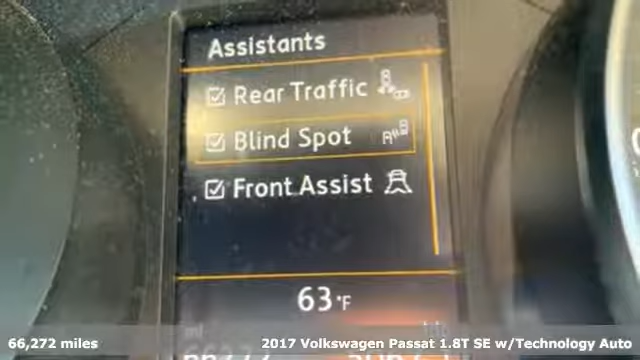 Assistants
Rear Traffic
Blind Spot
Front Assist
63°F
66,272 miles
2017 Volkswagen Passat 1.8T SE w/Technology Auto